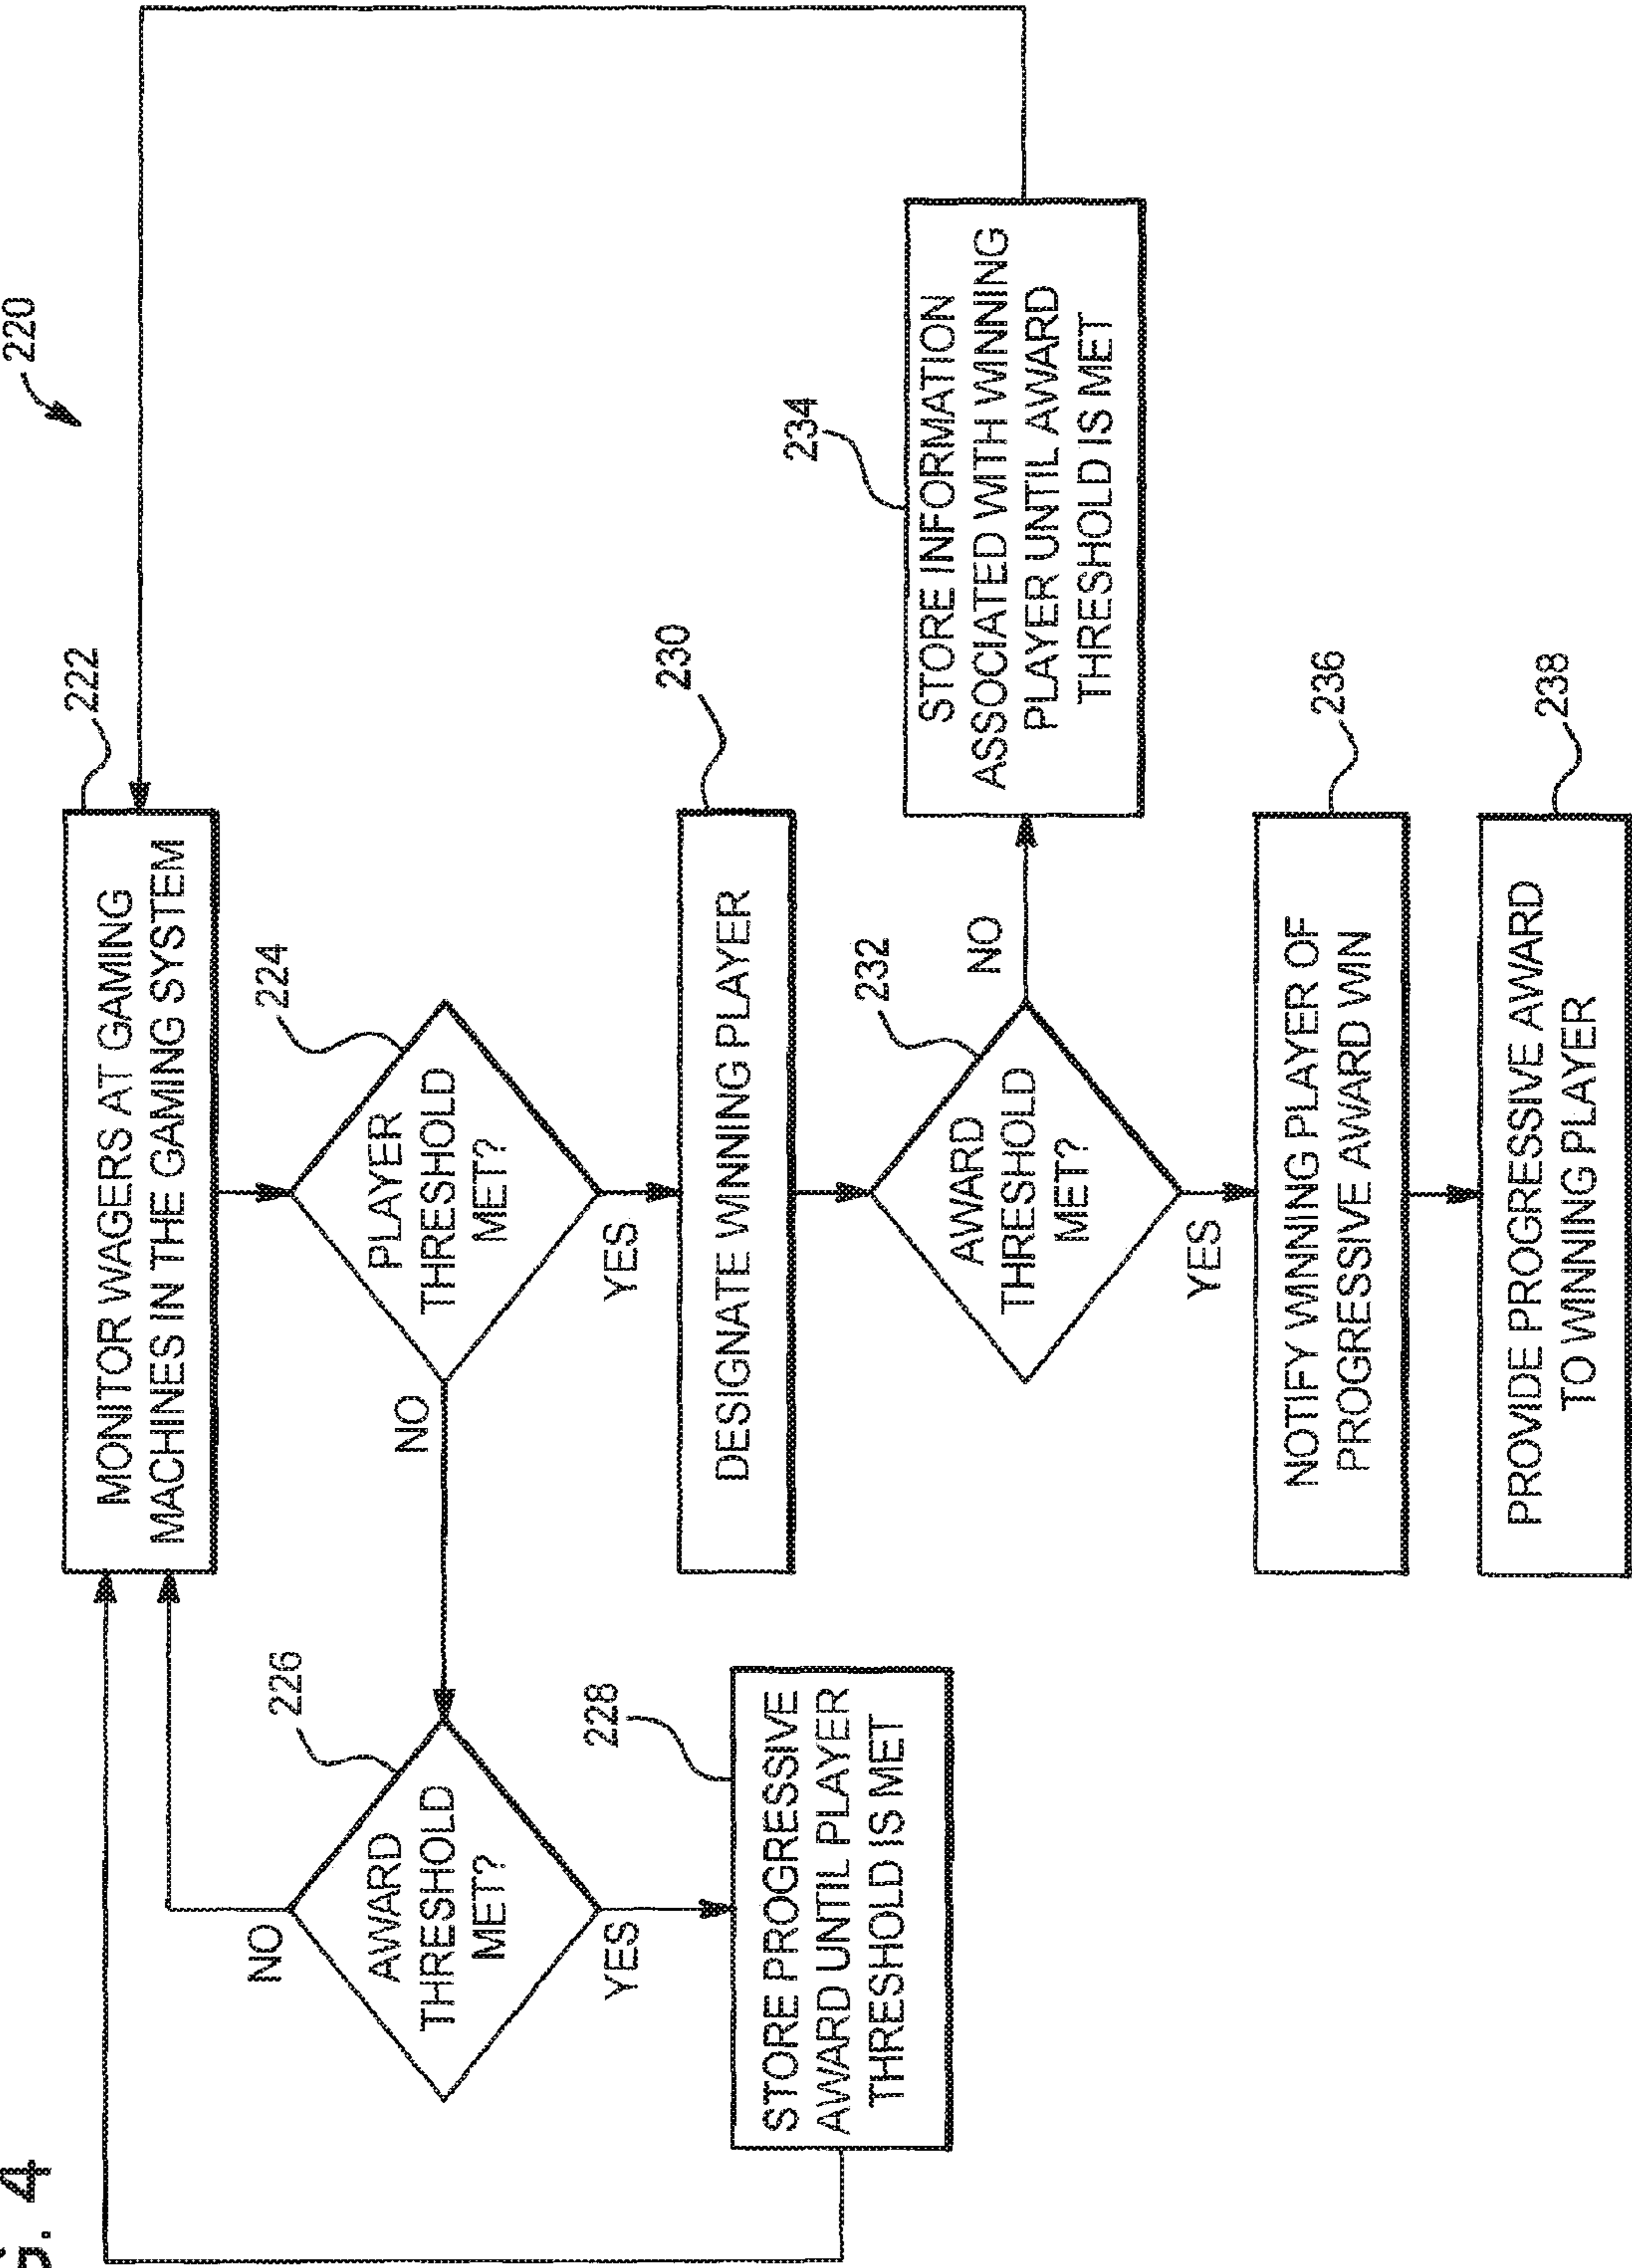 220
222
MONITOR WAGERS AT GAMING
MACHINES IN THE GAMING SYSTEM
224
PLAYER
THRESHOLD
MET?
NO
YES
226
AWARD
THRESHOLD
MET?
NO
YES
228
STORE PROGRESSIVE
AWARD UNTIL PLAYER
THRESHOLD IS MET
230
DESIGNATE WINNING PLAYER
232
AWARD
THRESHOLD
MET?
NO
YES
234
STORE INFORMATION
ASSOCIATED WITH WINNING
PLAYER UNTIL AWARD
THRESHOLD IS MET
236
NOTIFY WINNING PLAYER OF
PROGRESSIVE AWARD WIN
238
PROVIDE PROGRESSIVE AWARD
TO WINNING PLAYER
G. 4